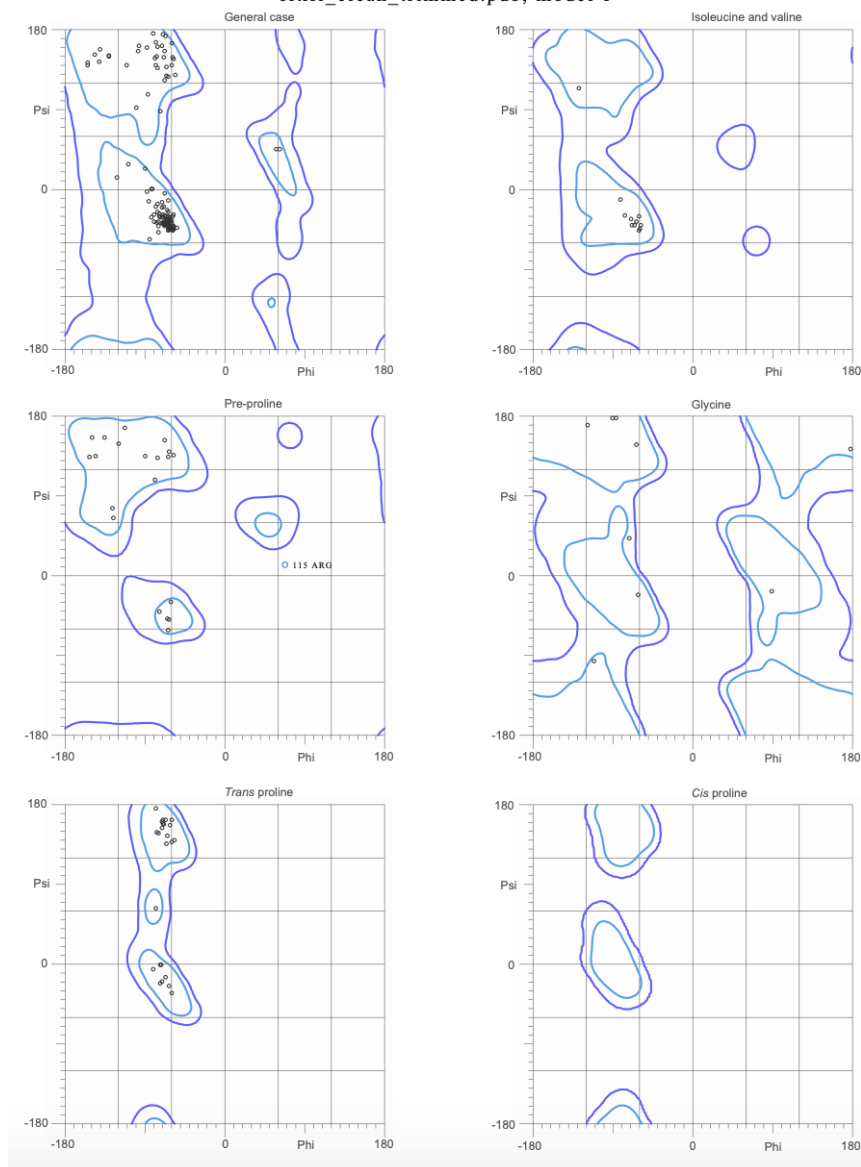 General case
Isoleucine and valine
180
180
Psi
Psi
0
0
-180
-180
-180 0 Phi 180
-180 0 Phi 180
Pre-proline
Glycine
180
180
Psi
Psi
115 ARG
0
0
-180
-180
-180 0 Phi 180
-180 0 Phi 180
Trans proline
Cis proline
180
180
Psi
Psi
0
0
-180
-180
-180 0 Phi 180
-180 0 Phi 180